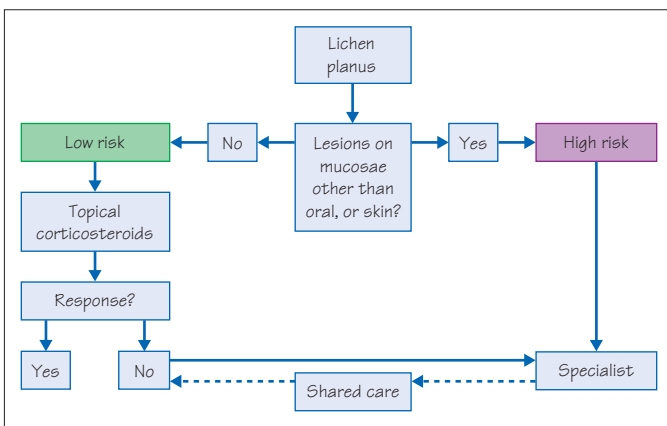 Lichen
planus
Low risk
No
Lesions on
mucosae
other than
oral, or skin?
Yes
High risk
Topical
corticosteroids
Response?
Yes
No
Shared care
Specialist